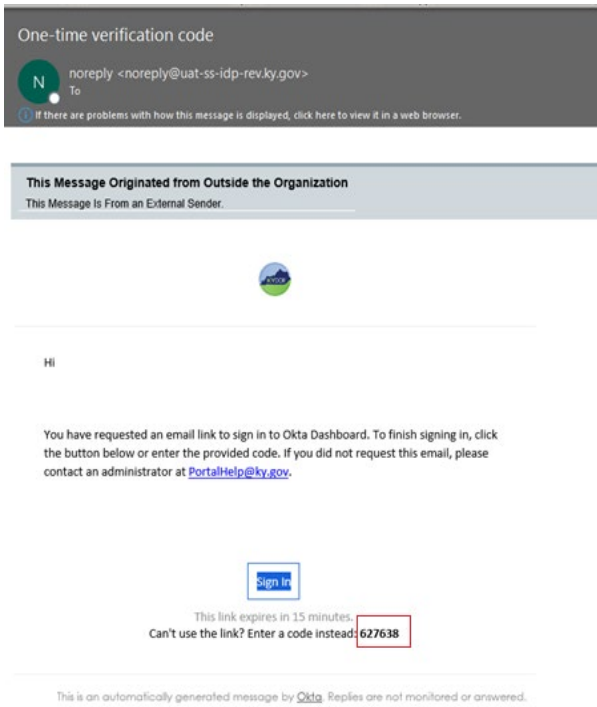 One-time verification code
N
noreply <noreply@uat-ss-idp-rev.ky.gov>
To
If there are problems with how this message is displayed, click here to view it in a web browser.
This Message Originated from Outside the Organization
This Message Is From an External Sender.
Hi
You have requested an email link to sign in to Okta Dashboard. To finish signing in, click
the button below or enter the provided code. If you did not request this email, please
contact an administrator at PortalHelp@ky.gov.
Sign In
This link expires in 15 minutes.
Can't use the link? Enter a code instead: 627638
This is an automatically generated message by Okta. Replies are not monitored or answered.